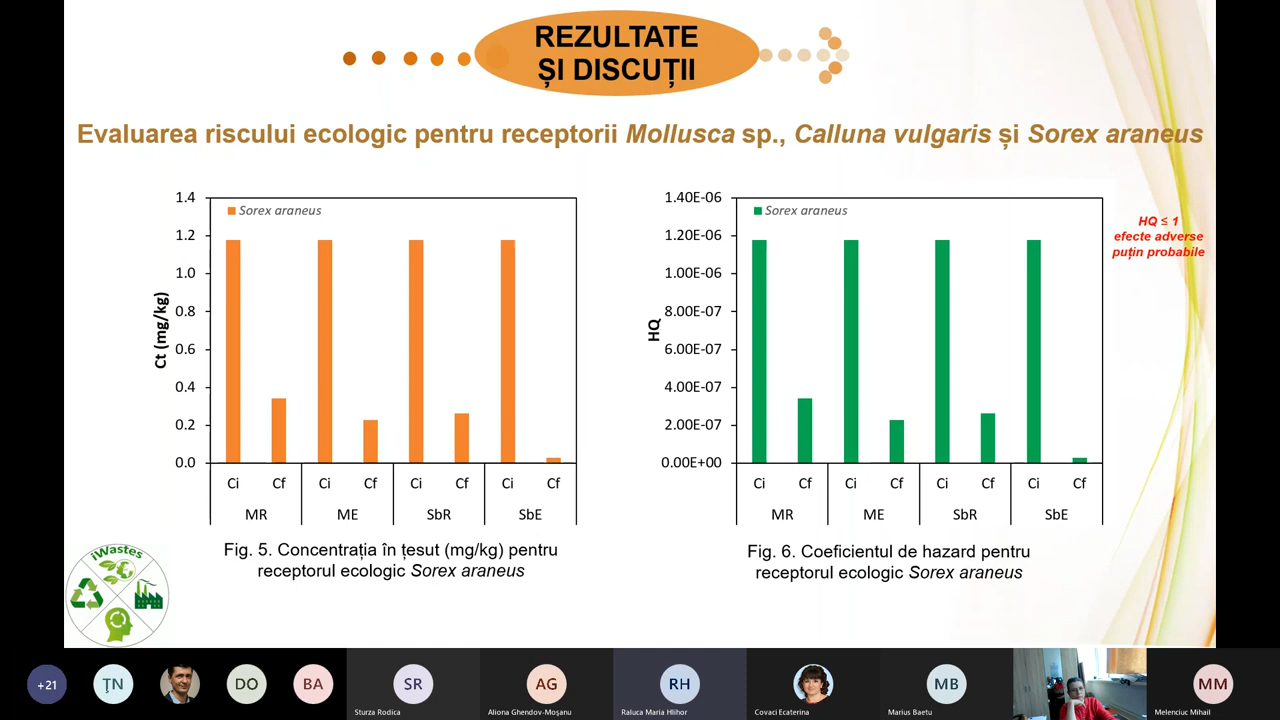 REZULTATE
ȘI DISCUȚII
Evaluarea riscului ecologic pentru receptorii Mollusca sp., Calluna vulgaris și Sorex araneus
1.4
1.2
1.0
0.8
0.6
0.4
0.2
0.0
Ct (mg/kg)
Sorex araneus
Ci Cf Ci Cf Ci Cf Ci Cf
MR ME SbR SbE
Fig. 5. Concentrația în țesut (mg/kg) pentru
receptorul ecologic Sorex araneus
1.40E-06
1.20E-06
1.00E-06
8.00E-07
6.00E-07
4.00E-07
2.00E-07
0.00E+00
HQ
Sorex araneus
Ci Cf Ci Cf Ci Cf Ci Cf
MR ME SbR SbE
Fig. 6. Coeficientul de hazard pentru
receptorul ecologic Sorex araneus
HQ ≤ 1
efecte adverse
puțin probabile
iWastes
+21
ȚN
DO
BA
SR
Sturza Rodica
AG
Aliona Ghendov-Moșanu
RH
Raluca Maria Hlihor
Covaci Ecaterina
MB
Marius Baetu
MM
Melenciuc Mihail